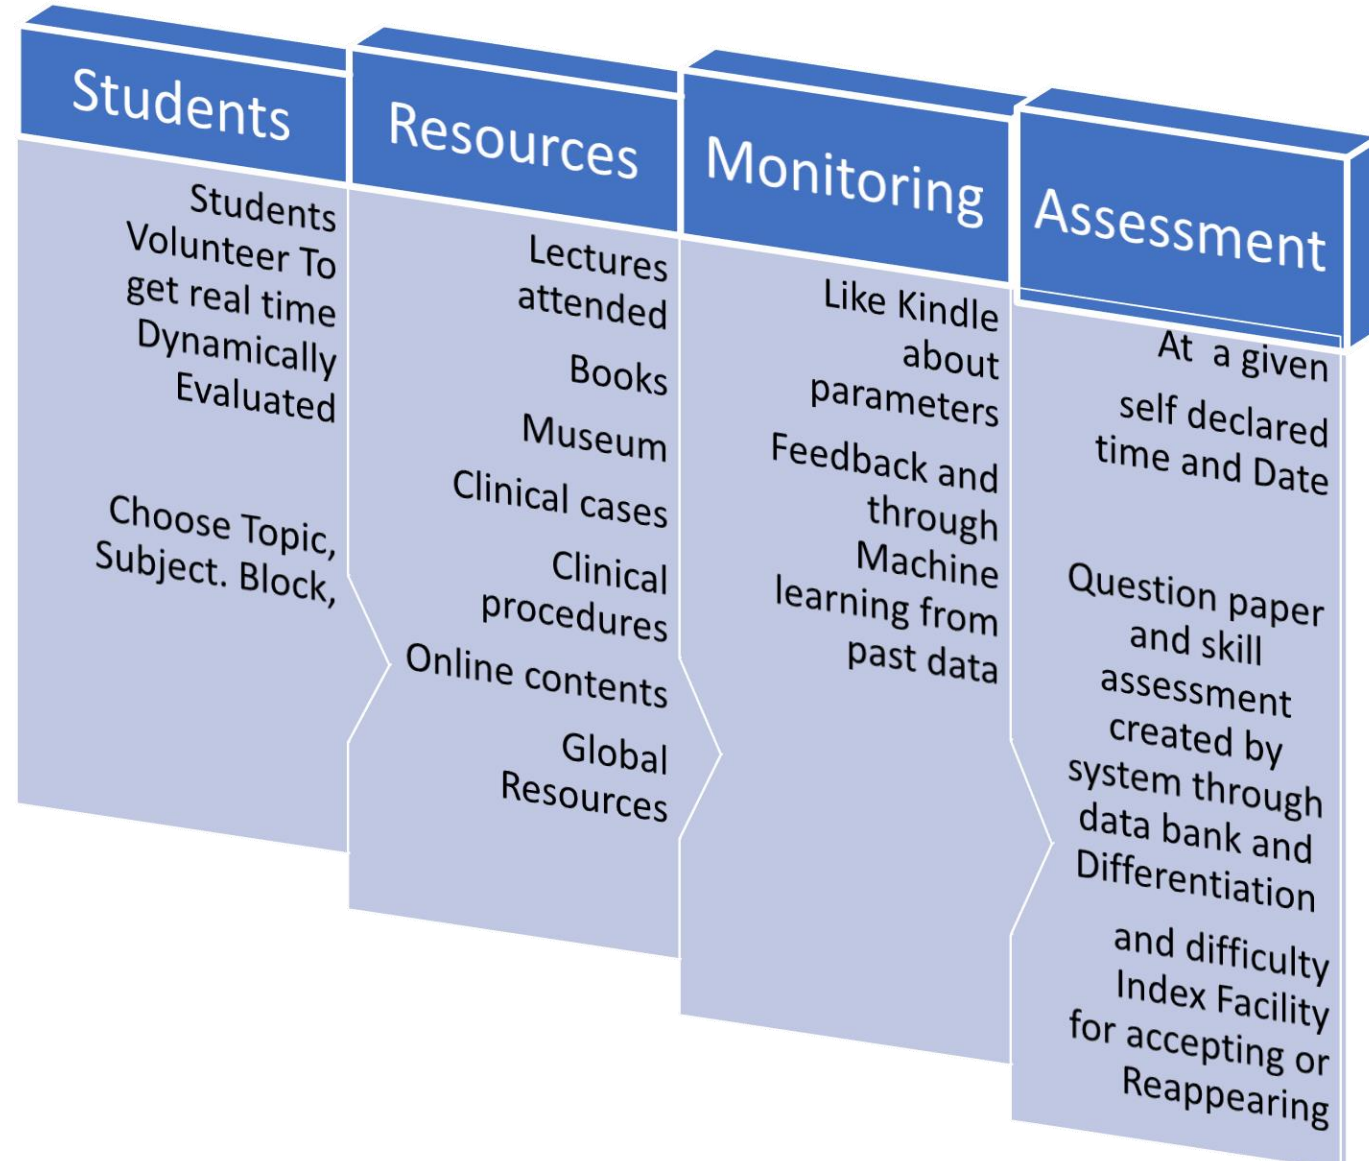 Students
Students
Volunteer To
get real time
Dynamically
Evaluated
Choose Topic,
Subject. Block,
Resources
Lectures
attended
Books
Museum
Clinical cases
Clinical
procedures
Online contents
Global
Resources
Monitoring
Like Kindle
about
parameters
Feedback and
through
Machine
learning from
past data
Assessment
At a given
self declared
time and Date
Question paper
and skill
assessment
created by
system through
data bank and
Differentiation
and difficulty
Index Facility
for accepting or
Reappearing